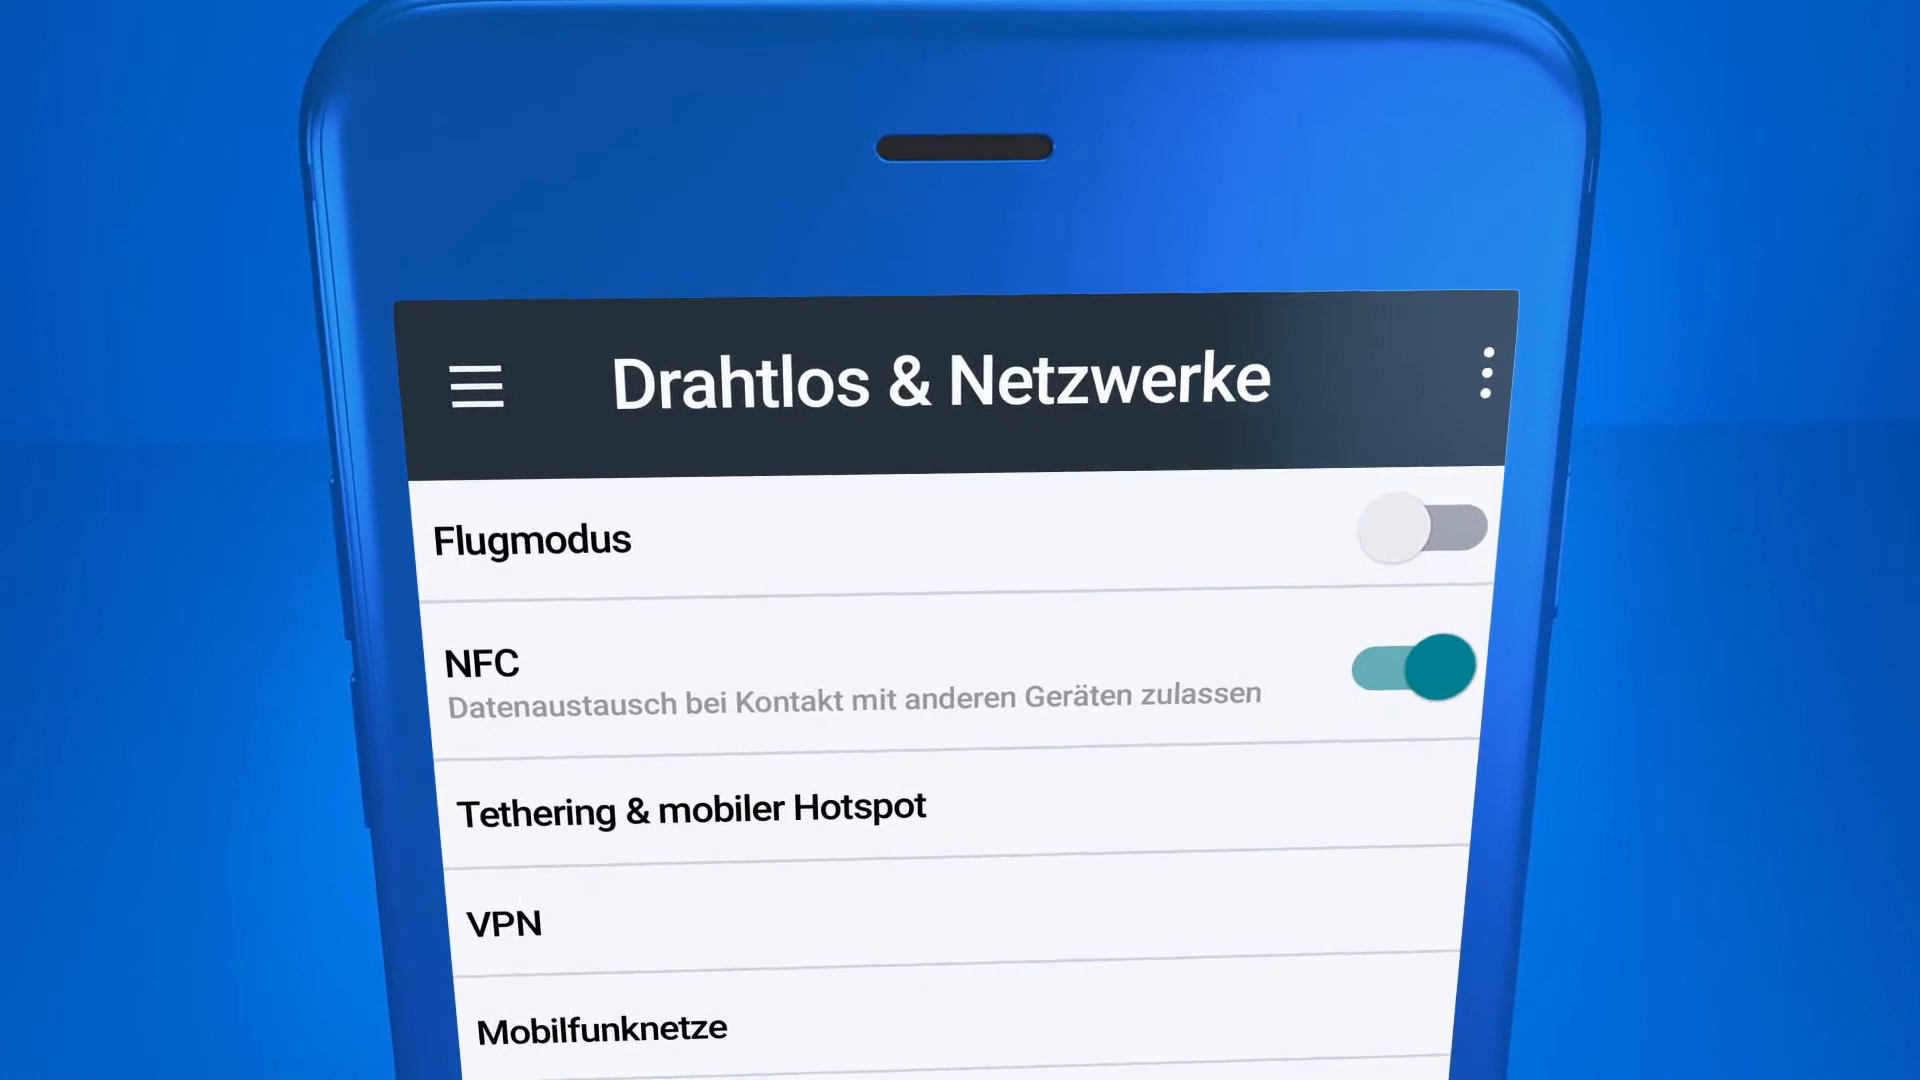 Drahtlos & Netzwerke
Flugmodus
NFC
Datenaustausch bei Kontakt mit anderen Geräten zulassen
Tethering & mobiler Hotspot
VPN
Mobilfunknetze